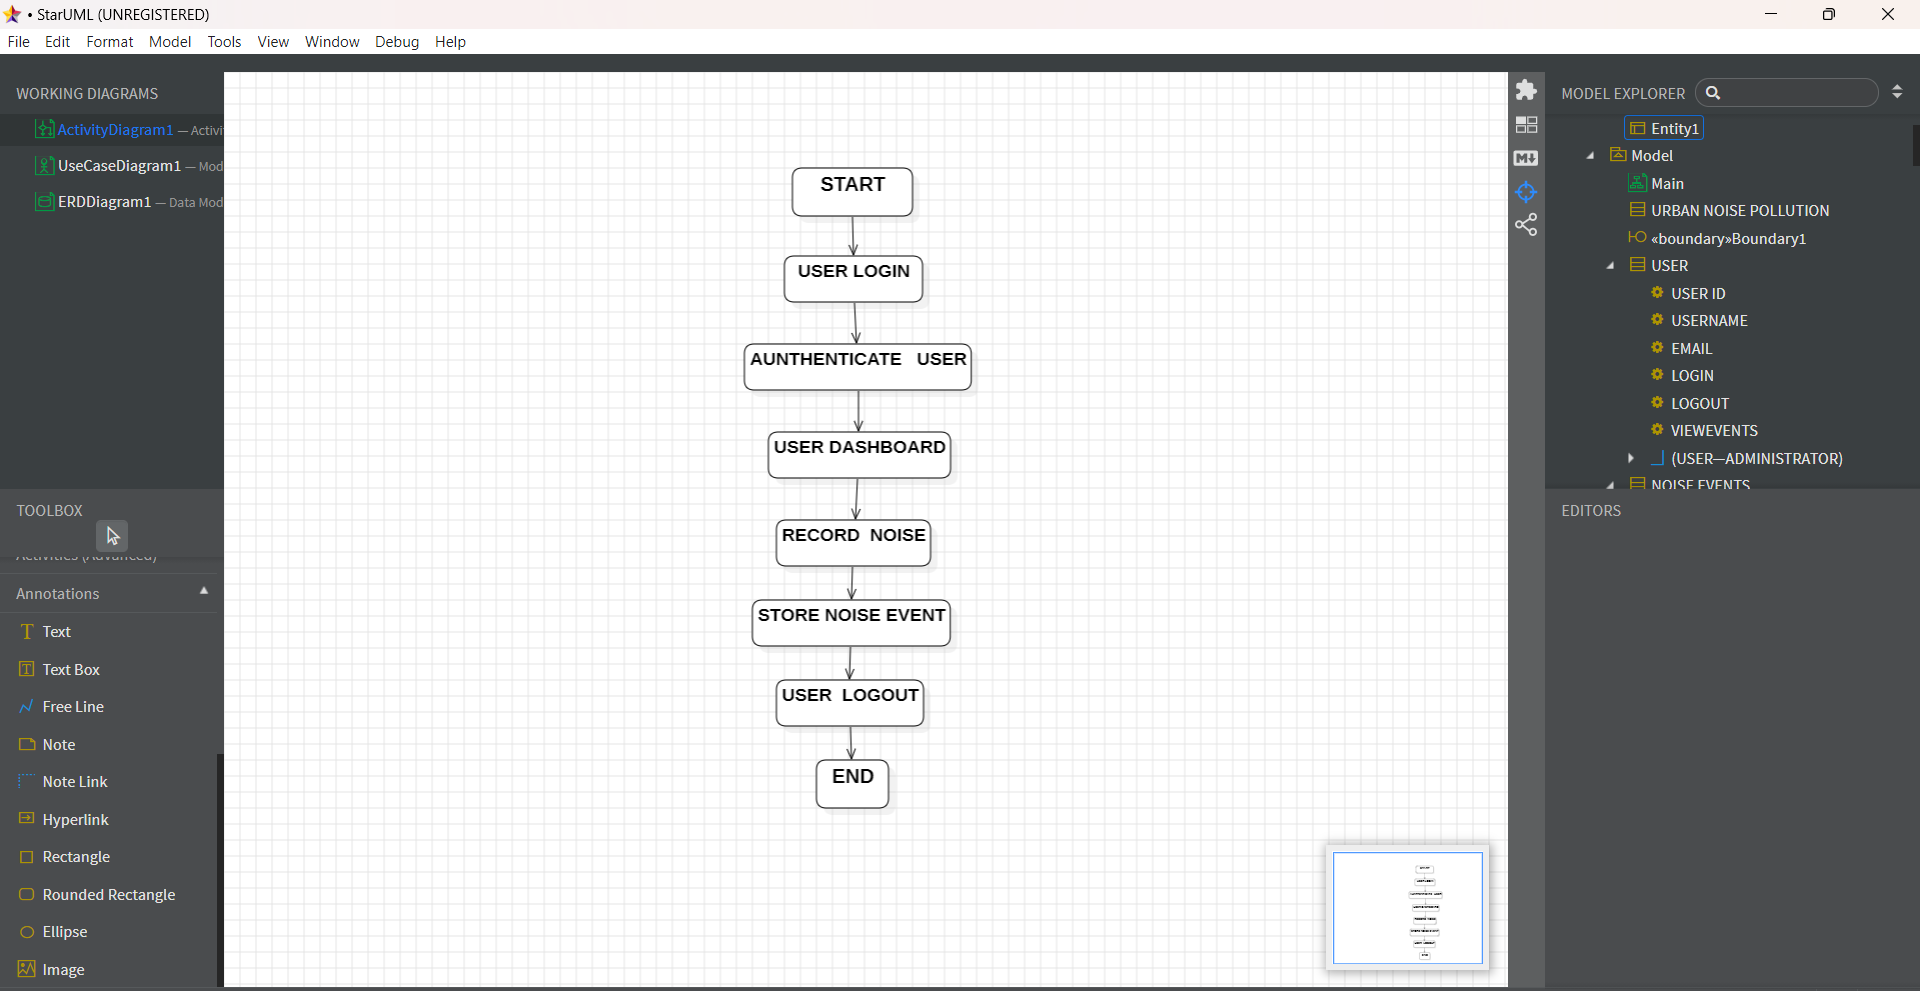 • StarUML (UNREGISTERED)
File Edit Format Model Tools View Window Debug Help
WORKING DIAGRAMS
ActivityDiagram1 — Activi
UseCaseDiagram1 — Mod
ERDDiagram1 — Data Mod
TOOLBOX
Activities (Advanced)
Annotations
Text
Text Box
Free Line
Note
Note Link
Hyperlink
Rectangle
Rounded Rectangle
Ellipse
Image
START
USER LOGIN
AUNTHENTICATE USER
USER DASHBOARD
RECORD NOISE
STORE NOISE EVENT
USER LOGOUT
END
MODEL EXPLORER
Entity1
Model
Main
URBAN NOISE POLLUTION
«boundary»Boundary1
USER
USER ID
USERNAME
EMAIL
LOGIN
LOGOUT
VIEWEVENTS
(USER—ADMINISTRATOR)
NOISE EVENTS
EDITORS